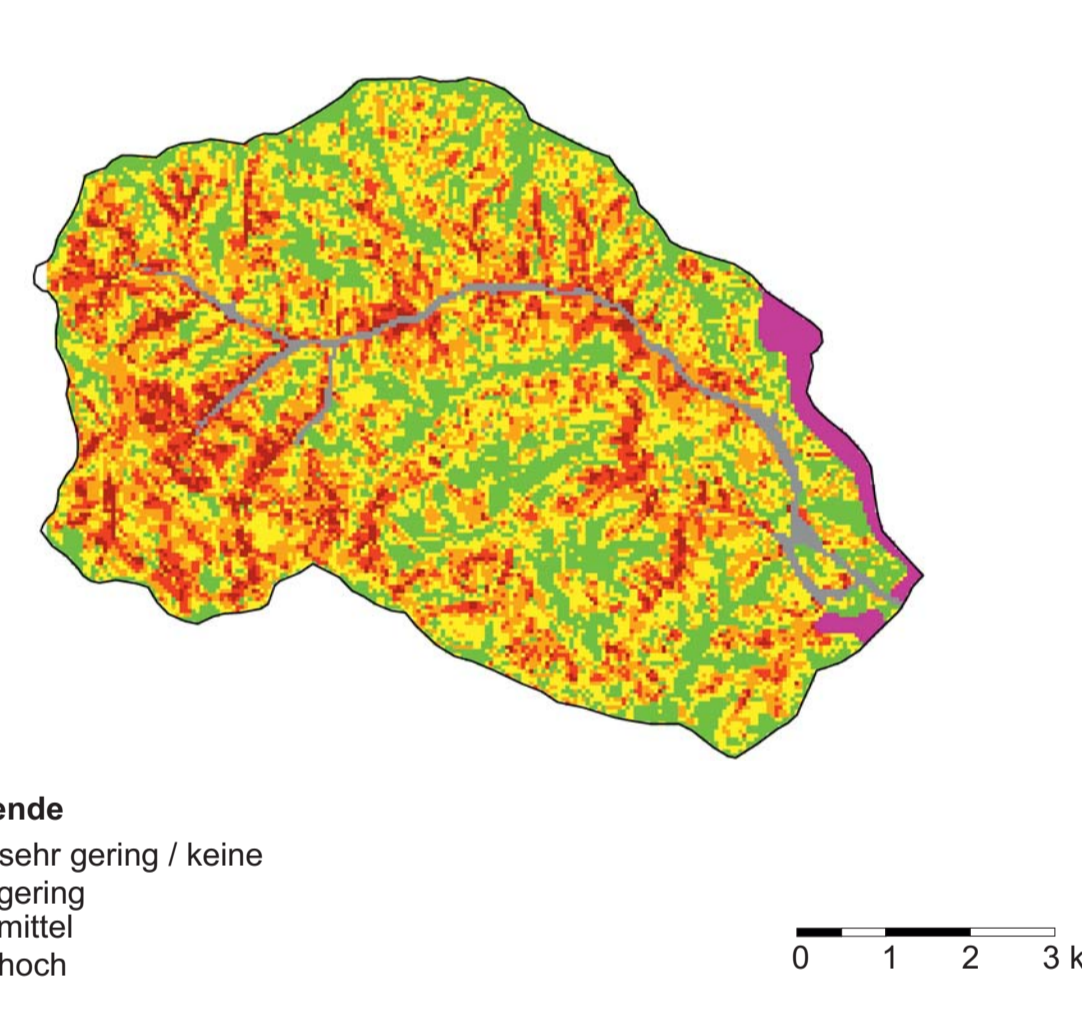 ende
sehr gering / keine
gering
mittel
hoch
0 1 2 3 k